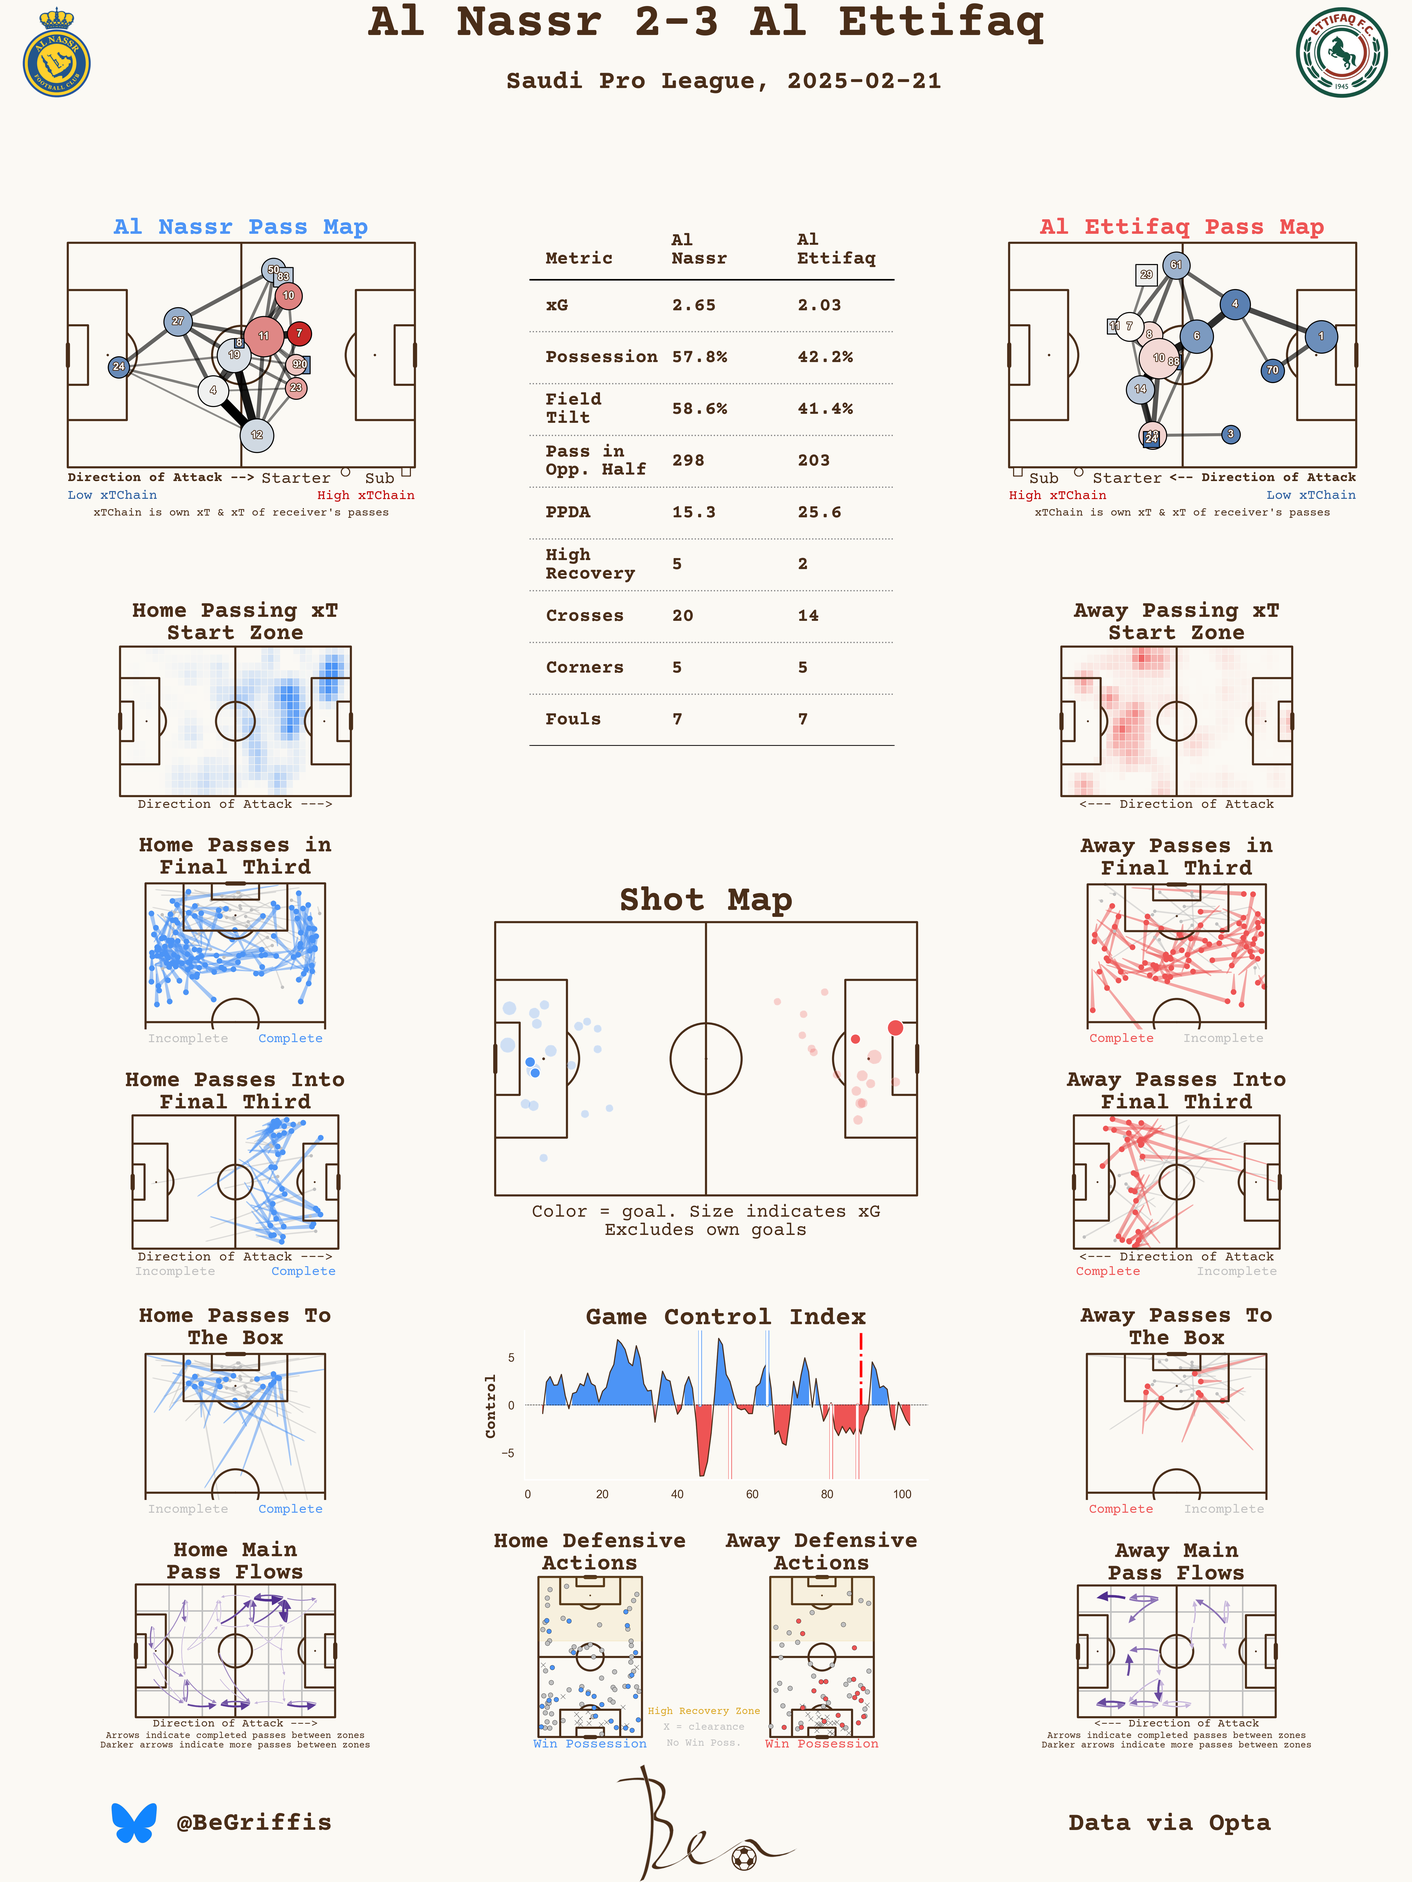 Al Nassr 2-3 Al Ettifaq
Saudi Pro League, 2025-02-21
AL NASSR
FOOTBALL CLUB
ETTIFAQ F.C.
1945
Al Nassr Pass Map
50
83
10
27
11
7
8
19
24
9
23
4
12
Direction of Attack --> Starter Sub
Low xTChain High xTChain
xTChain is own xT & xT of receiver's passes
Metric Al Nassr Al Ettifaq
xG 2.65 2.03
Possession 57.8% 42.2%
Field Tilt 58.6% 41.4%
Pass in Opp. Half 298 203
PPDA 15.3 25.6
High Recovery 5 2
Crosses 20 14
Corners 5 5
Fouls 7 7
Al Ettifaq Pass Map
61
29
4
7
8
6
1
10
88
70
14
24
3
Sub Starter <-- Direction of Attack
High xTChain Low xTChain
xTChain is own xT & xT of receiver's passes
Home Passing xT
Start Zone
Direction of Attack --->
Away Passing xT
Start Zone
<--- Direction of Attack
Home Passes in
Final Third
Incomplete Complete
Away Passes in
Final Third
Complete Incomplete
Shot Map
Color = goal. Size indicates xG
Excludes own goals
Home Passes Into
Final Third
Direction of Attack --->
Incomplete Complete
Away Passes Into
Final Third
<--- Direction of Attack
Complete Incomplete
Home Passes To
The Box
Incomplete Complete
Game Control Index
Control
5
0
−5
0 20 40 60 80 100
Away Passes To
The Box
Complete Incomplete
Home Main
Pass Flows
Direction of Attack --->
Arrows indicate completed passes between zones
Darker arrows indicate more passes between zones
Home Defensive
Actions
Win Possession
Away Defensive
Actions
Win Possession
High Recovery Zone
X = clearance
No Win Poss.
Away Main
Pass Flows
<--- Direction of Attack
Arrows indicate completed passes between zones
Darker arrows indicate more passes between zones
@BeGriffis
Ben
Data via Opta